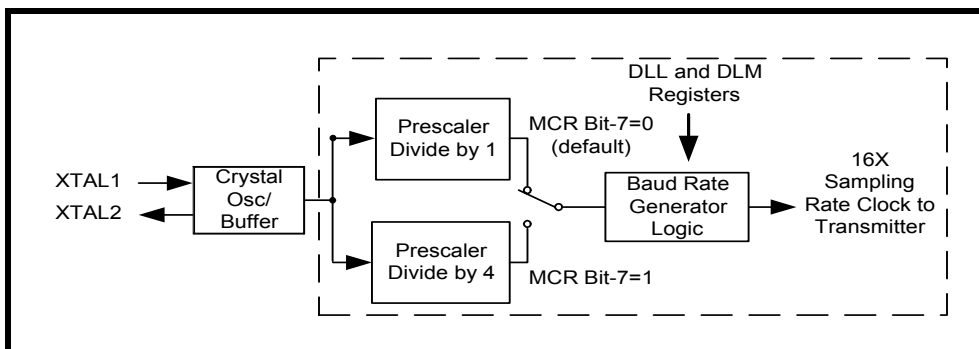 DLL and DLM
Registers
Prescaler
Divide by 1
MCR Bit-7=0
(default)
XTAL1
XTAL2
Crystal
Osc/
Buffer
Baud Rate
Generator
Logic
16X
Sampling
Rate Clock to
Transmitter
Prescaler
Divide by 4
MCR Bit-7=1